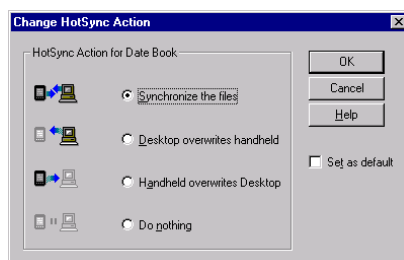 Change HotSync Action
HotSync Action for Date Book
Synchronize the files
Desktop overwrites handheld
Handheld overwrites Desktop
Do nothing
OK
Cancel
Help
Set as default